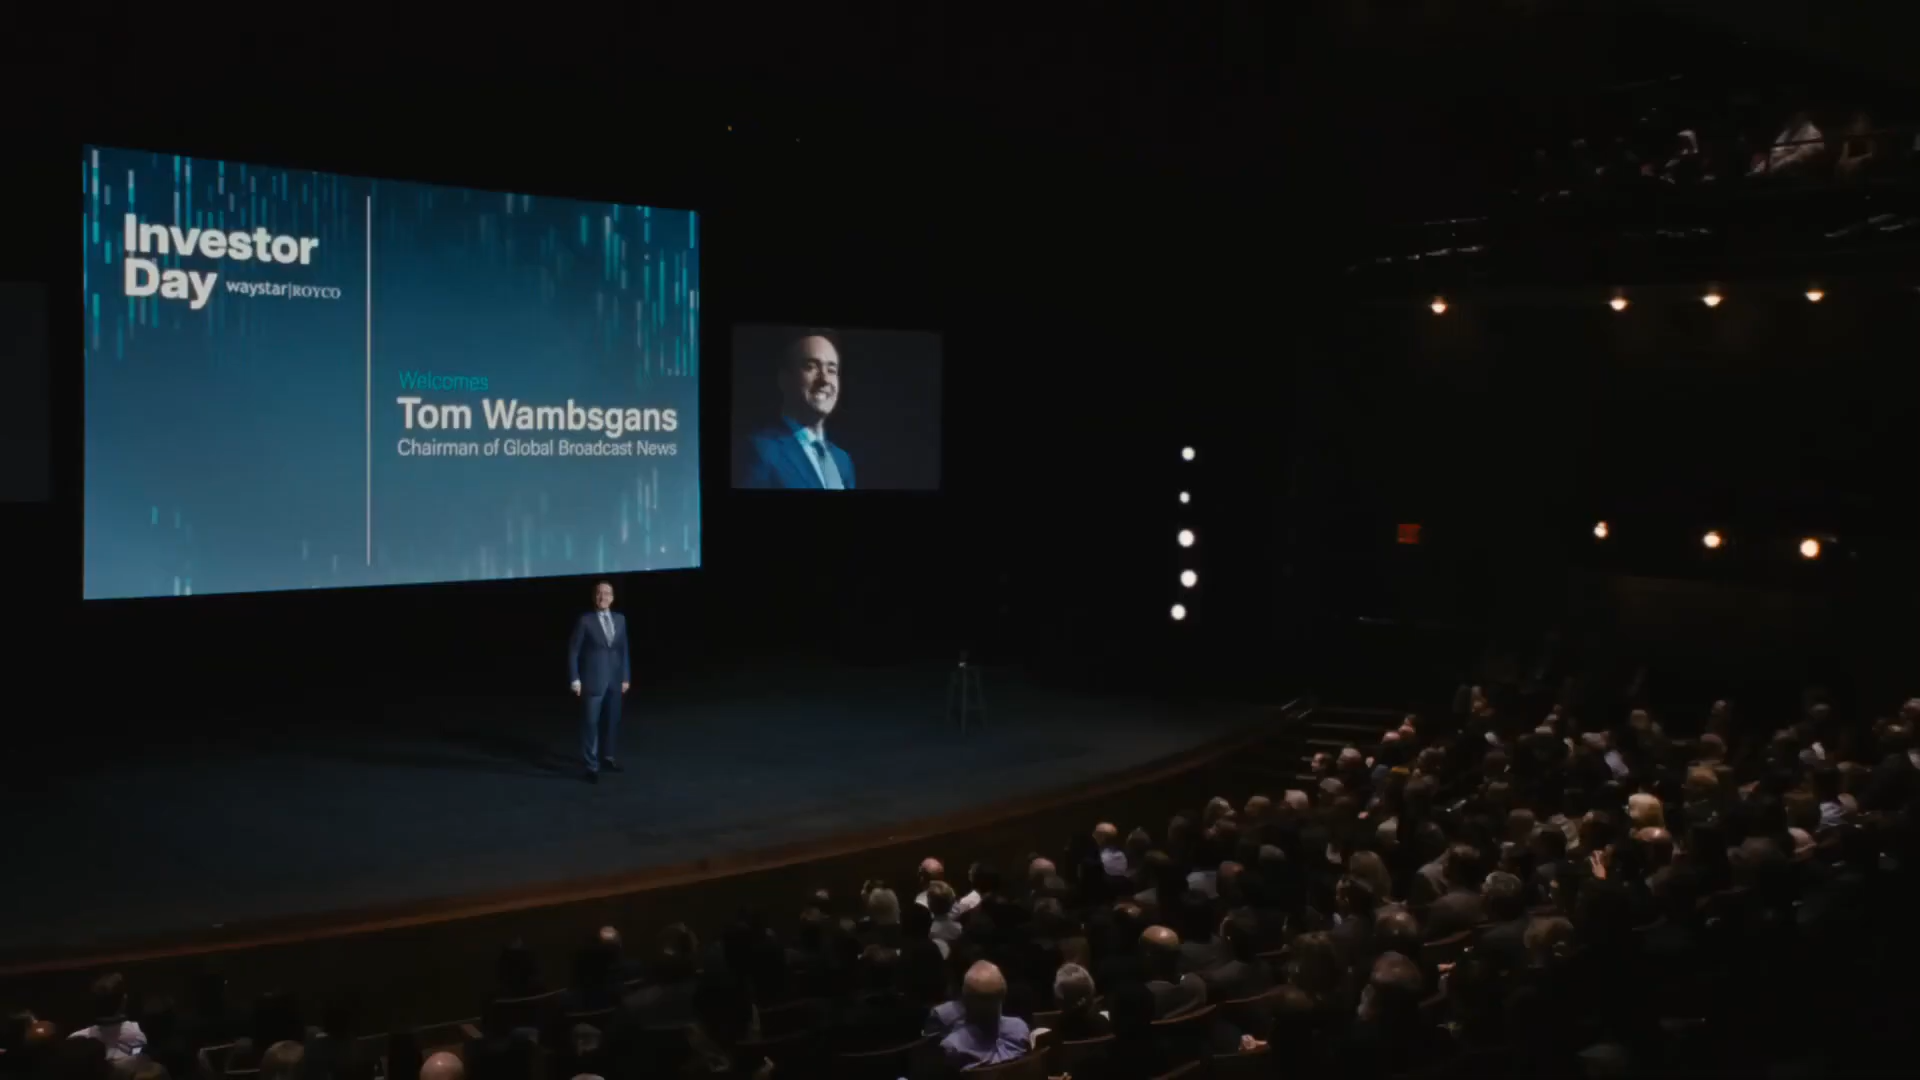 Investor
Day waystar|ROYCO
Welcomes
Tom Wambsgans
Chairman of Global Broadcast News